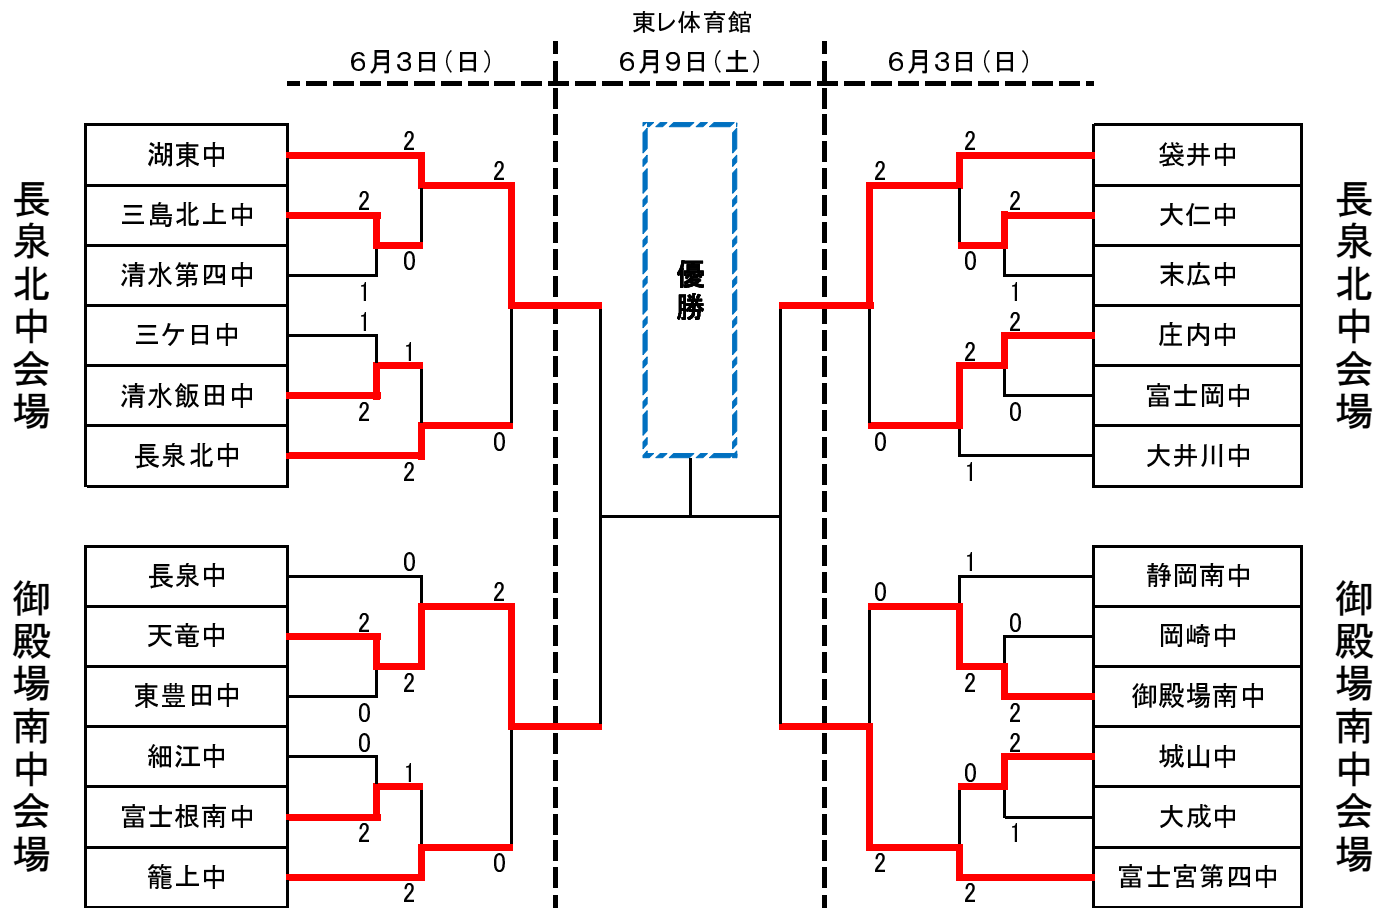 東レ体育館
6月3日（日）
6月9日（土）
6月3日（日）
長泉北中会場
湖東中
三島北上中
清水第四中
三ケ日中
清水飯田中
長泉北中
2
2
1
1
2
0
1
2
2
0
優勝
2
0
2
2
1
2
0
0
2
1
袋井中
大仁中
末広中
庄内中
富士岡中
大井川中
長泉北中会場
御殿場南中会場
長泉中
天竜中
東豊田中
細江中
富士根南中
籠上中
0
2
0
0
2
2
1
2
2
0
0
2
1
0
2
2
1
2
0
2
静岡南中
岡崎中
御殿場南中
城山中
大成中
富士宮第四中
御殿場南中会場